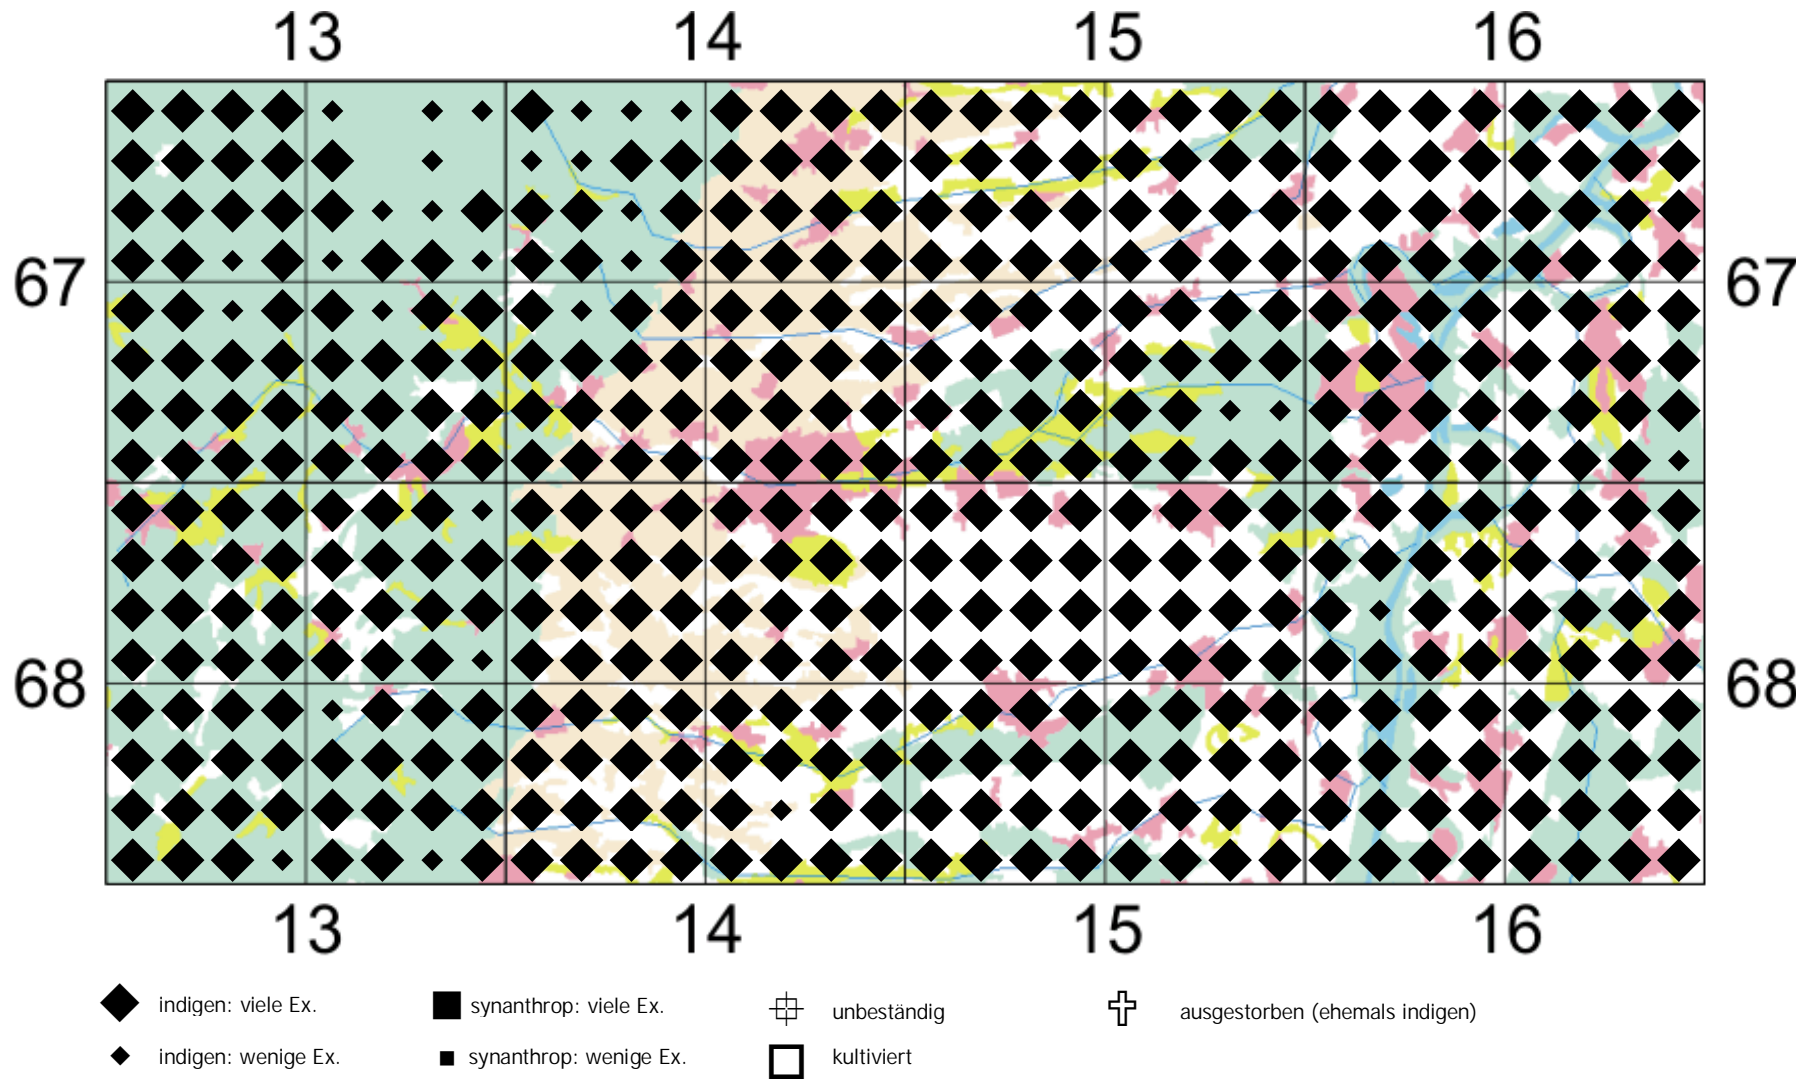 13 14 15 16
67 67
68 68
13 14 15 16
indigen: viele Ex. synanthrop: viele Ex. unbeständig ausgestorben (ehemals indigen)
indigen: wenige Ex. synanthrop: wenige Ex. kultiviert